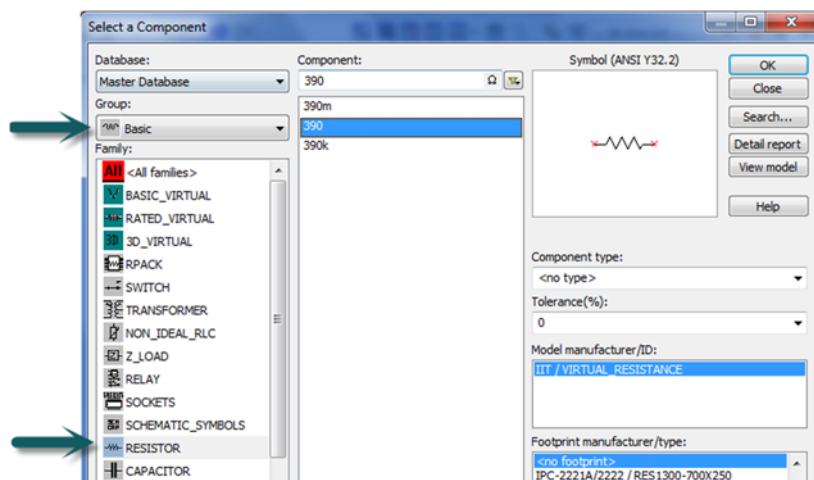 Select a Component
Database:
Master Database
Group:
Basic
Family:
All <All families>
BASIC_VIRTUAL
RATED_VIRTUAL
3D 3D_VIRTUAL
RPACK
SWITCH
TRANSFORMER
NON_IDEAL_RLC
Z_LOAD
RELAY
SOCKETS
SCHEMATIC_SYMBOLS
RESISTOR
CAPACITOR
Component:
390 Ω
390m
390
390k
Symbol (ANSI Y32.2)
Component type:
<no type>
Tolerance(%):
0
Model manufacturer/ID:
IIT / VIRTUAL_RESISTANCE
Footprint manufacturer/type:
<no footprint>
IPC-2221A/2222 / RES1300-700X250
OK
Close
Search...
Detail report
View model
Help